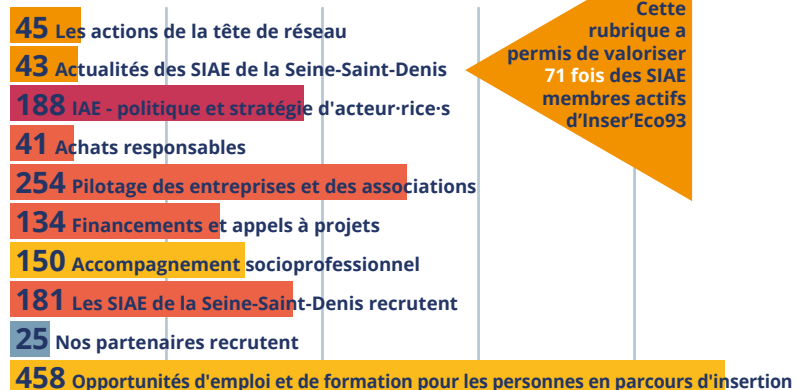 45 Les actions de la tête de réseau
43 Actualités des SIAE de la Seine-Saint-Denis
188 IAE - politique et stratégie d'acteur·rice·s
41 Achats responsables
254 Pilotage des entreprises et des associations
134 Financements et appels à projets
150 Accompagnement socioprofessionnel
181 Les SIAE de la Seine-Saint-Denis recrutent
25 Nos partenaires recrutent
458 Opportunités d'emploi et de formation pour les personnes en parcours d'insertion
Cette
rubrique a
permis de valoriser
71 fois des SIAE
membres actifs
d'Inser'Eco93